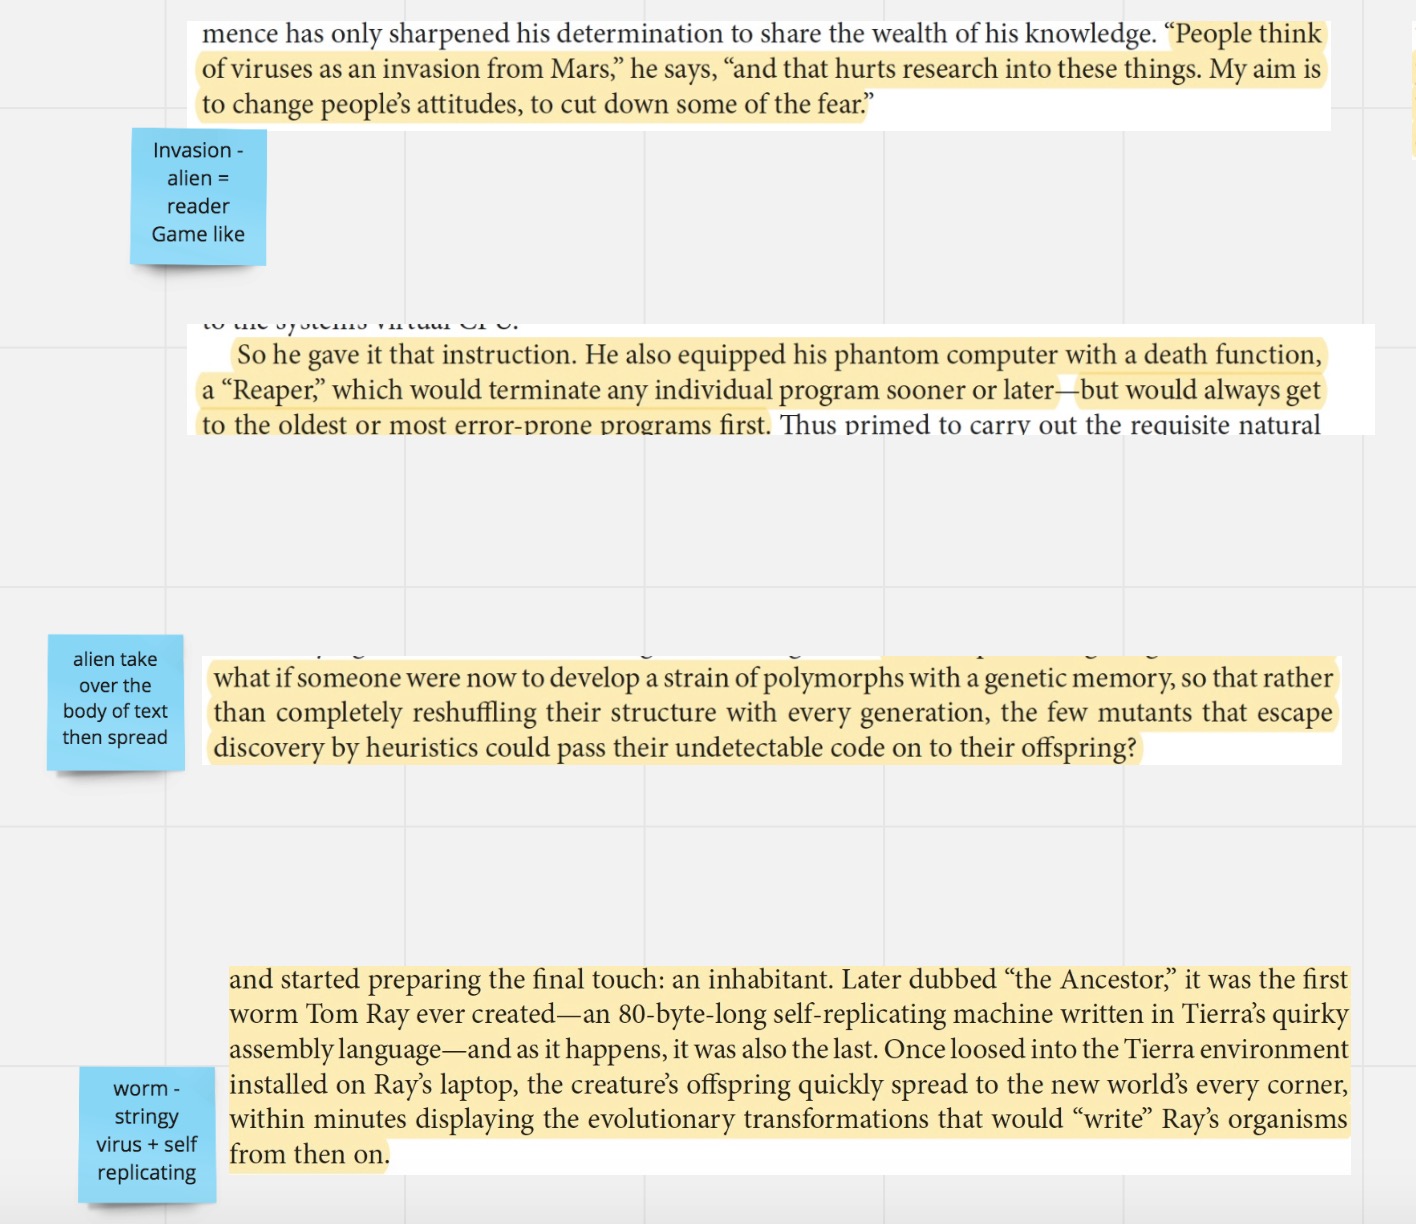 mence has only sharpened his determination to share the wealth of his knowledge. “People think
of viruses as an invasion from Mars,” he says, “and that hurts research into these things. My aim is
to change people’s attitudes, to cut down some of the fear.”
Invasion -
alien =
reader
Game like
to the systems virtual CPU.
So he gave it that instruction. He also equipped his phantom computer with a death function,
a “Reaper,” which would terminate any individual program sooner or later—but would always get
to the oldest or most error-prone programs first. Thus primed to carry out the requisite natural
alien take
over the
body of text
then spread
what if someone were now to develop a strain of polymorphs with a genetic memory, so that rather
than completely reshuffling their structure with every generation, the few mutants that escape
discovery by heuristics could pass their undetectable code on to their offspring?
and started preparing the final touch: an inhabitant. Later dubbed “the Ancestor,” it was the first
worm Tom Ray ever created—an 80-byte-long self-replicating machine written in Tierra’s quirky
assembly language—and as it happens, it was also the last. Once loosed into the Tierra environment
installed on Ray’s laptop, the creature’s offspring quickly spread to the new world’s every corner,
within minutes displaying the evolutionary transformations that would “write” Ray’s organisms
from then on.
worm -
stringy
virus + self
replicating